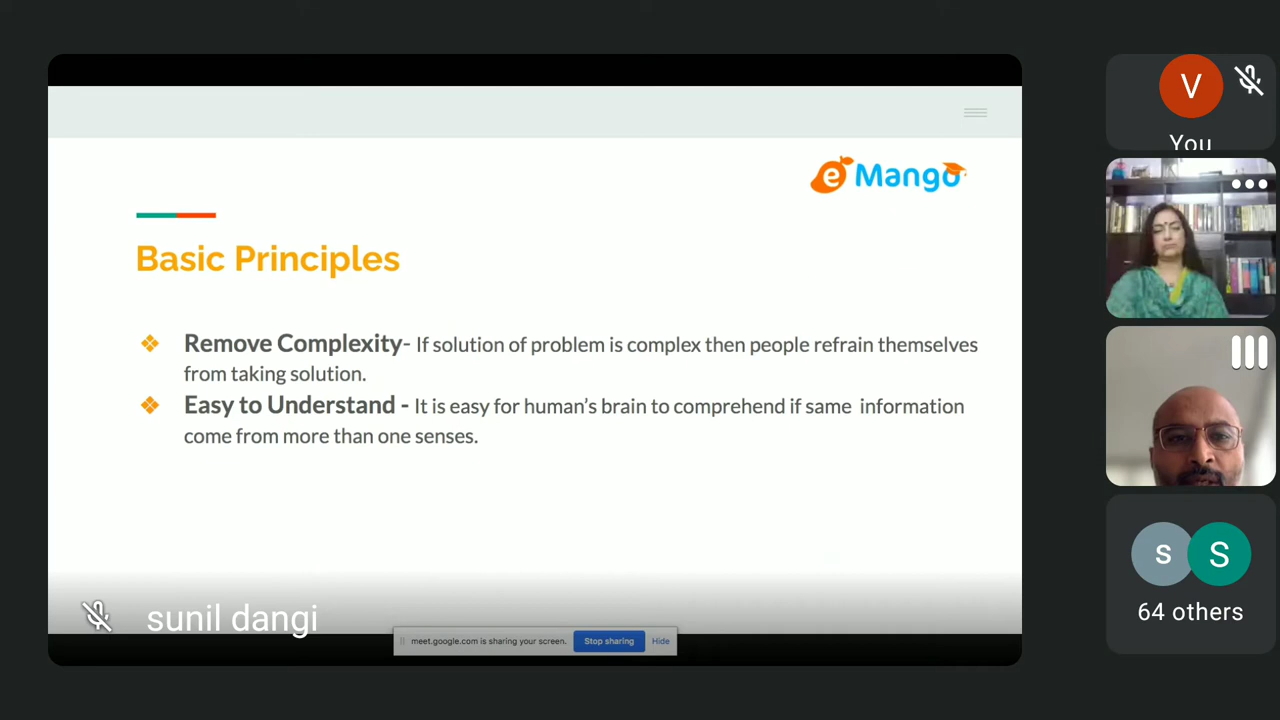 e Mango
Basic Principles
❖ Remove Complexity- If solution of problem is complex then people refrain themselves
from taking solution.
❖ Easy to Understand - It is easy for human's brain to comprehend if same information
come from more than one senses.
sunil dangi
meet.google.com is sharing your screen. Stop sharing Hide
V
You
s S
64 others